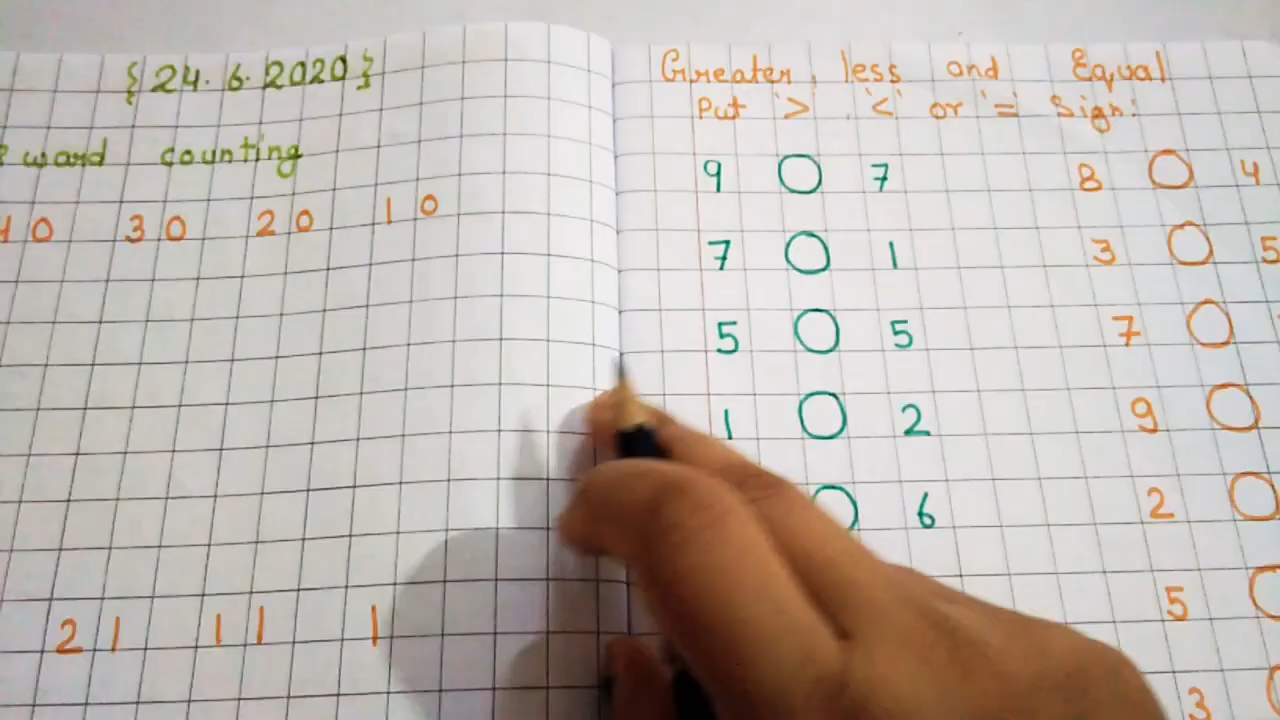 {24.6.2020}
ward counting
40 30 20 10
21 11 1
Greater, less and Equal
Put '>', '<' or '=' Sign:
9 ○ 7 8 ○ 4
7 ○ 1 3 ○ 5
5 ○ 5 7 ○
1 ○ 2 9 ○
○ 6 2 ○
5 ○
3